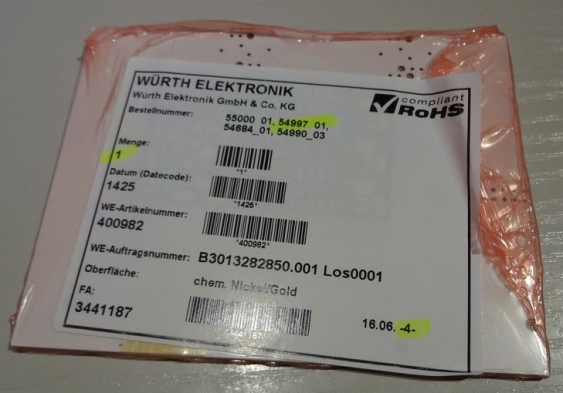 WÜRTH ELEKTRONIK
Würth Elektronik GmbH & Co. KG
compliant
RoHS
Bestellnummer:
55000_01, 54997_01,
54684_01, 54990_03
Menge:
1
"1"
Datum (Datecode):
1425
"1425"
WE-Artikelnummer:
400982
"400982"
WE-Auftragsnummer: B3013282850.001 Los0001
Oberfläche:
chem. Nickel/Gold
FA:
3441187
"3441187"
16.06. -4-